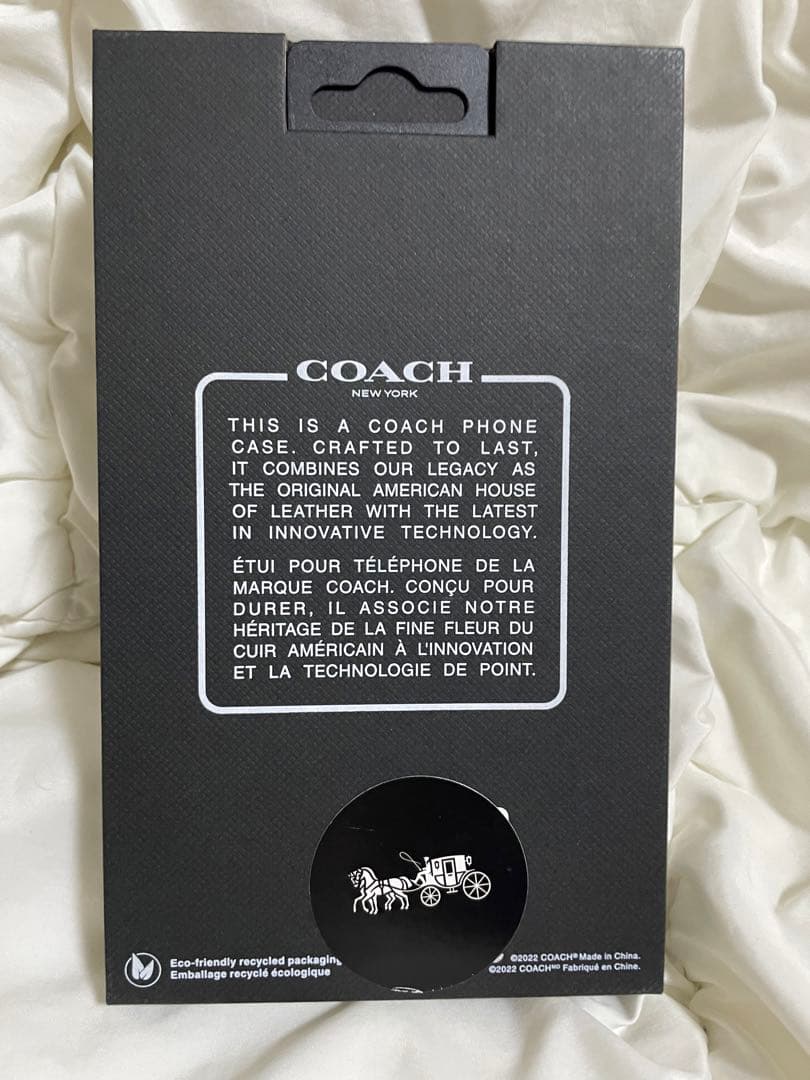 COACH
NEW YORK
THIS IS A COACH PHONE
CASE. CRAFTED TO LAST,
IT COMBINES OUR LEGACY AS
THE ORIGINAL AMERICAN HOUSE
OF LEATHER WITH THE LATEST
IN INNOVATIVE TECHNOLOGY.
ÉTUI POUR TÉLÉPHONE DE LA
MARQUE COACH. CONÇU POUR
DURER, IL ASSOCIE NOTRE
HÉRITAGE DE LA FINE FLEUR DU
CUIR AMÉRICAIN À L'INNOVATION
ET LA TECHNOLOGIE DE POINT.
Eco-friendly recycled packaging
Emballage recyclé écologique
©2022 COACH® Made in China.
©2022 COACHMD Fabriqué en Chine.